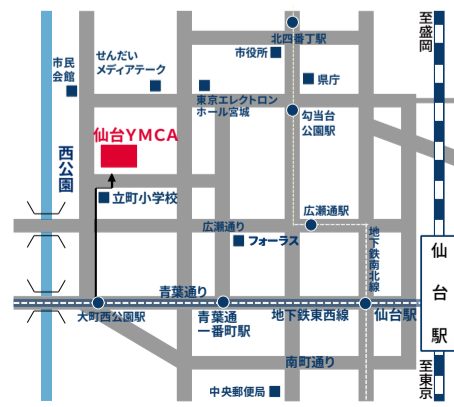 至盛岡
北四番丁駅
市役所
せんだい
メディアテーク
市民
会館
県庁
東京エレクトロン
ホール宮城
勾当台
公園駅
仙台YMCA
西公園
立町小学校
広瀬通駅
広瀬通り
フォーラス
地下鉄南北線
仙台駅
青葉通り
大町西公園駅
青葉通
一番町駅
地下鉄東西線
仙台駅
南町通り
至東京
中央郵便局